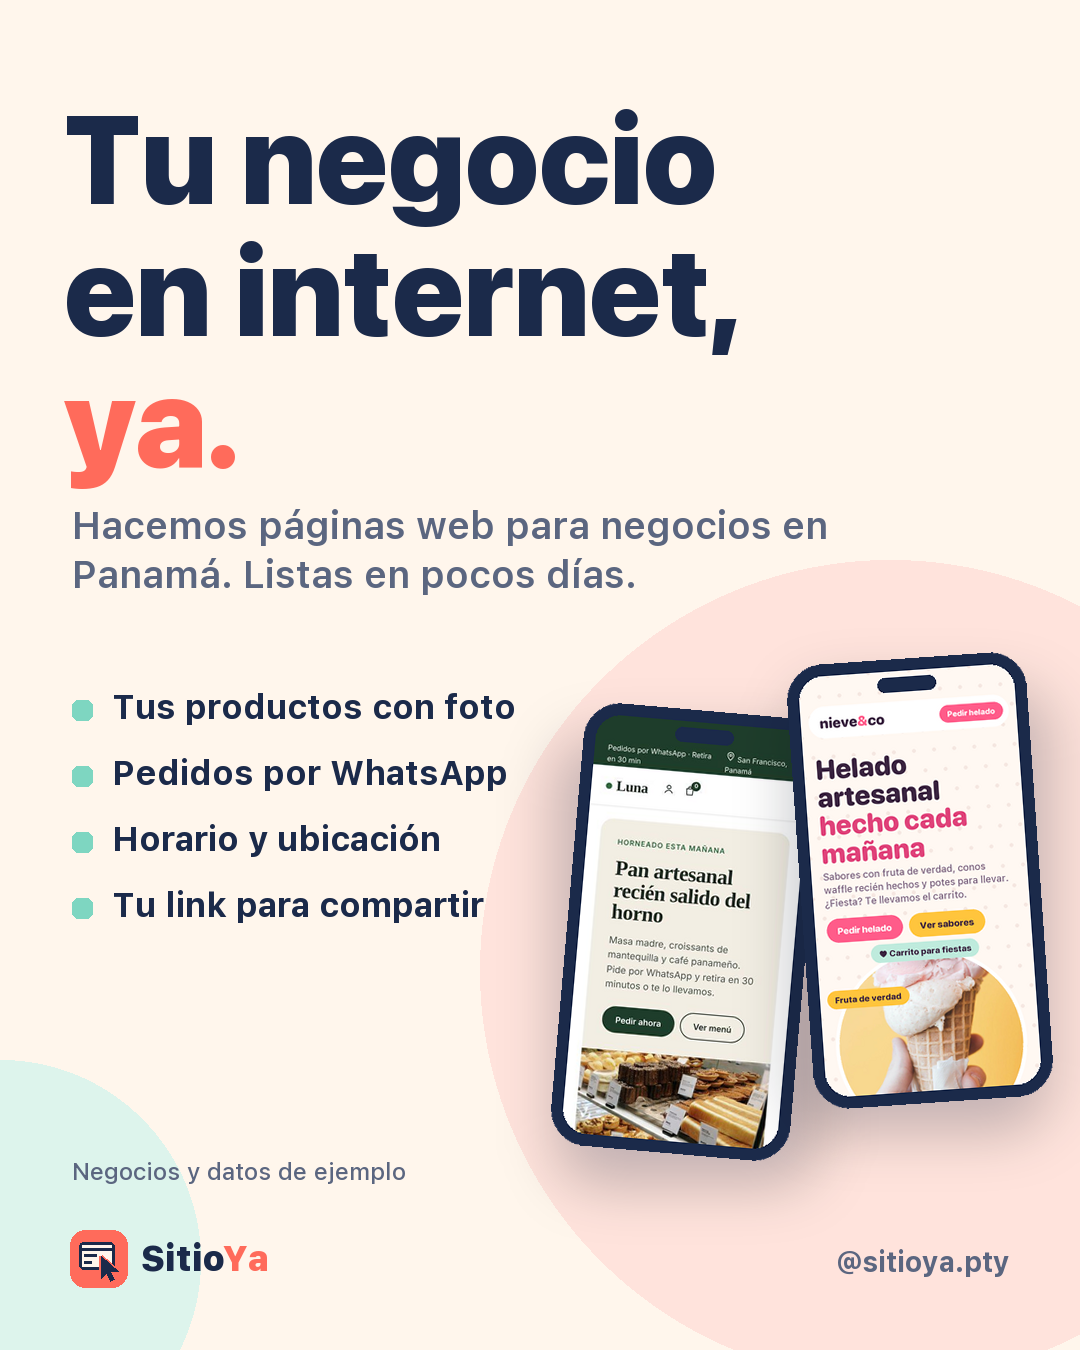 Tu negocio
en internet,
ya.
Hacemos páginas web para negocios en
Panamá. Listas en pocos días.
Tus productos con foto
Pedidos por WhatsApp
Horario y ubicación
Tu link para compartir
Pedidos por WhatsApp · Retira
en 30 min
San Francisco,
Panamá
Luna
0
HORNEADO ESTA MAÑANA
Pan artesanal
recién salido del
horno
Masa madre, croissants de
mantequilla y café panameño.
Pide por WhatsApp y retira en 30
minutos o te lo llevamos.
Pedir ahora
Ver menú
nieve&co
Pedir helado
Helado
artesanal
hecho cada
mañana
Sabores con fruta de verdad, conos
waffle recién hechos y potes para llevar.
¿Fiesta? Te llevamos el carrito.
Pedir helado
Ver sabores
Carrito para fiestas
Fruta de verdad
Negocios y datos de ejemplo
SitioYa
@sitioya.pty